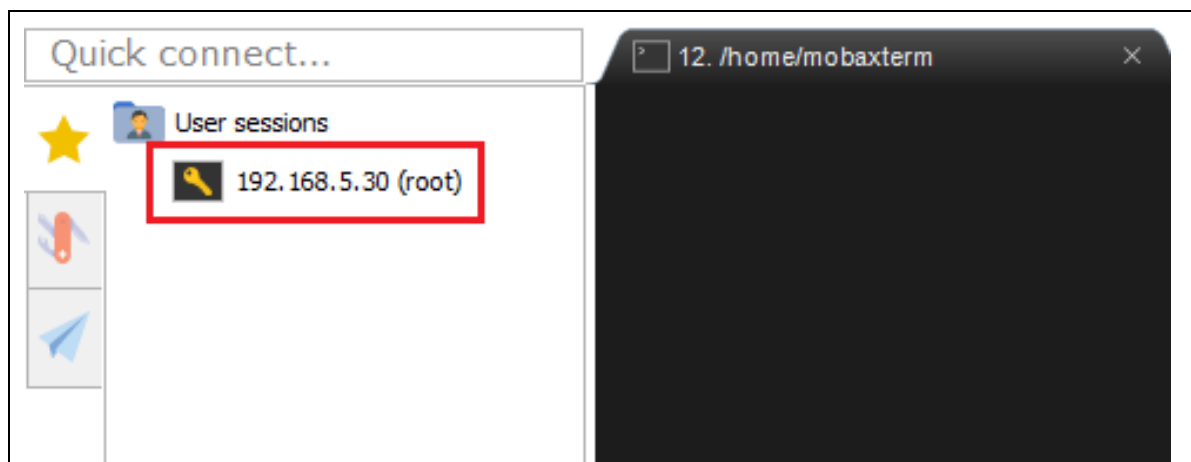 Quick connect...
12. /home/mobaxterm
User sessions
192.168.5.30 (root)